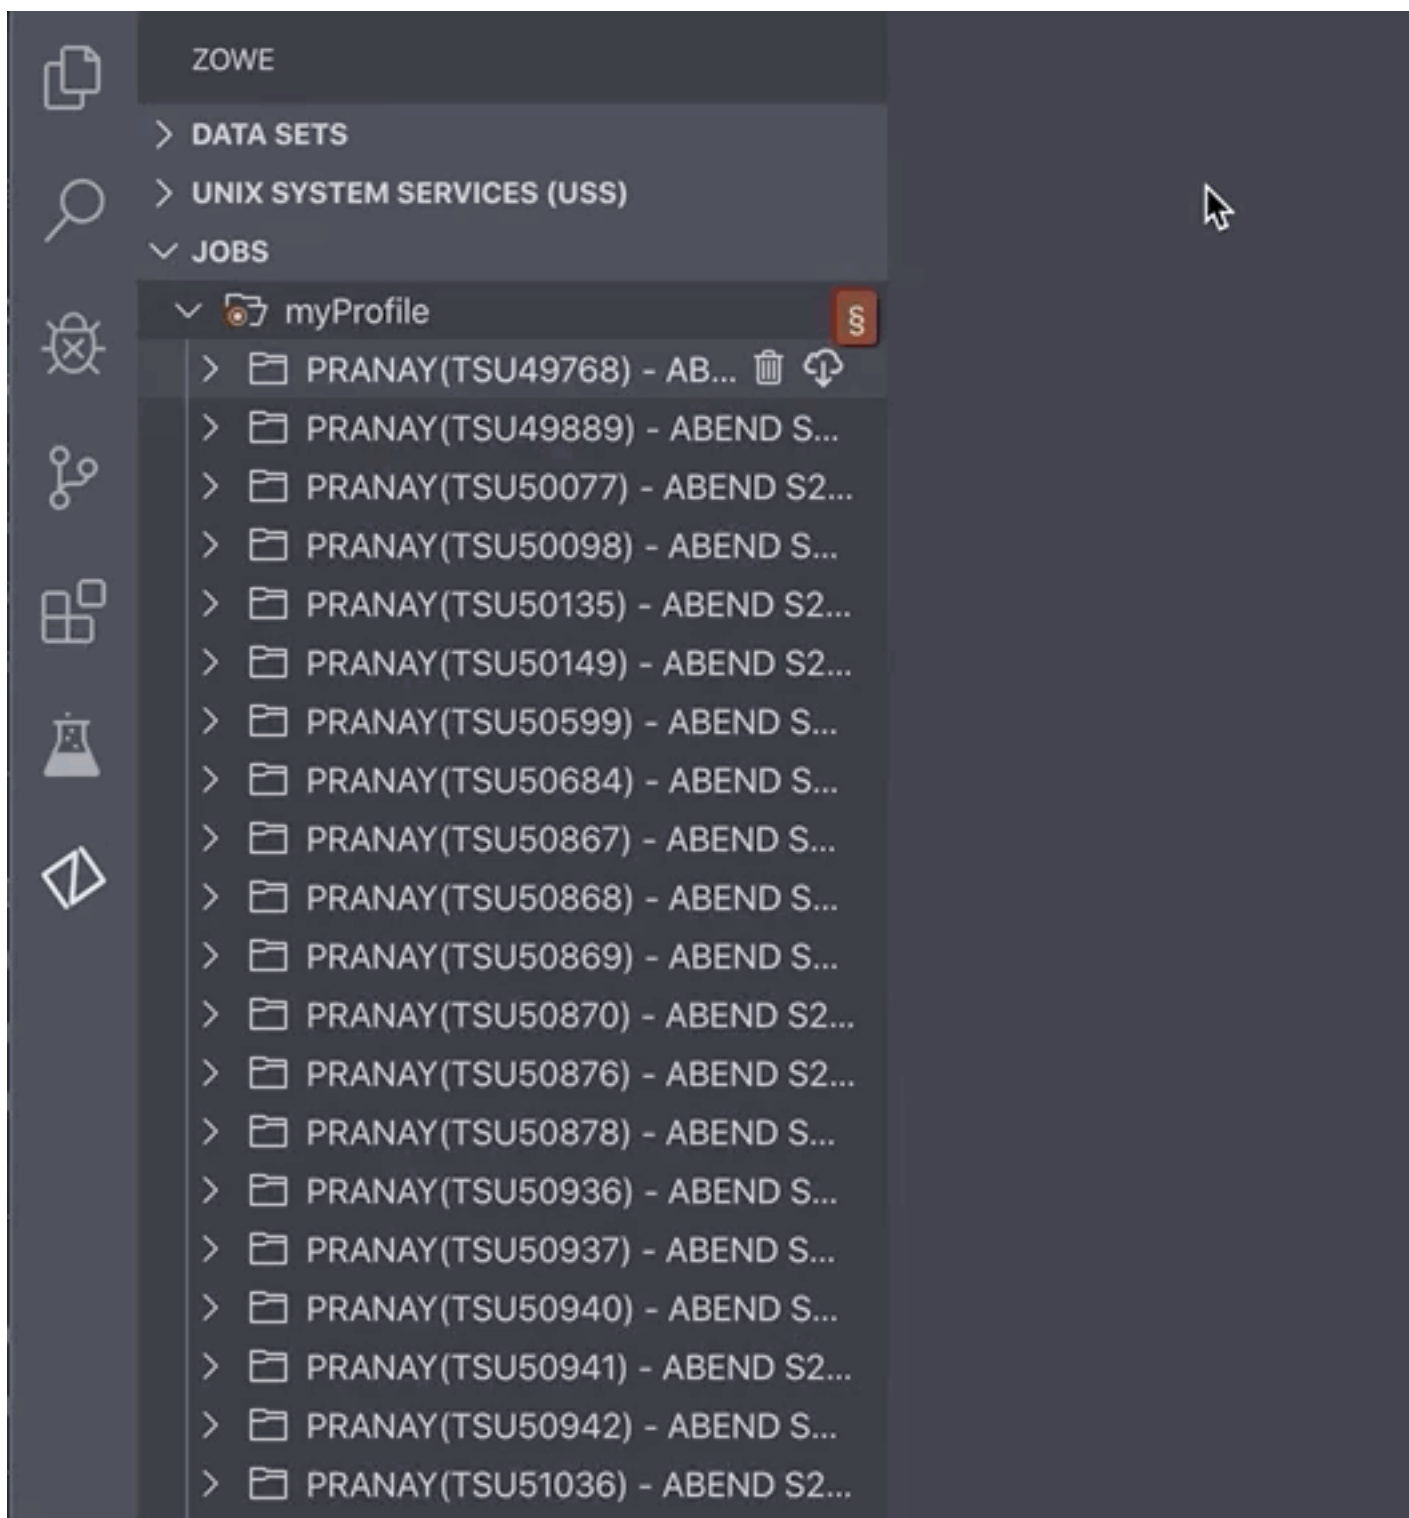 ZOWE
DATA SETS
UNIX SYSTEM SERVICES (USS)
JOBS
myProfile §
PRANAY(TSU49768) - AB...
PRANAY(TSU49889) - ABEND S...
PRANAY(TSU50077) - ABEND S2...
PRANAY(TSU50098) - ABEND S...
PRANAY(TSU50135) - ABEND S2...
PRANAY(TSU50149) - ABEND S2...
PRANAY(TSU50599) - ABEND S...
PRANAY(TSU50684) - ABEND S...
PRANAY(TSU50867) - ABEND S...
PRANAY(TSU50868) - ABEND S...
PRANAY(TSU50869) - ABEND S...
PRANAY(TSU50870) - ABEND S2...
PRANAY(TSU50876) - ABEND S2...
PRANAY(TSU50878) - ABEND S...
PRANAY(TSU50936) - ABEND S...
PRANAY(TSU50937) - ABEND S...
PRANAY(TSU50940) - ABEND S...
PRANAY(TSU50941) - ABEND S2...
PRANAY(TSU50942) - ABEND S...
PRANAY(TSU51036) - ABEND S2...